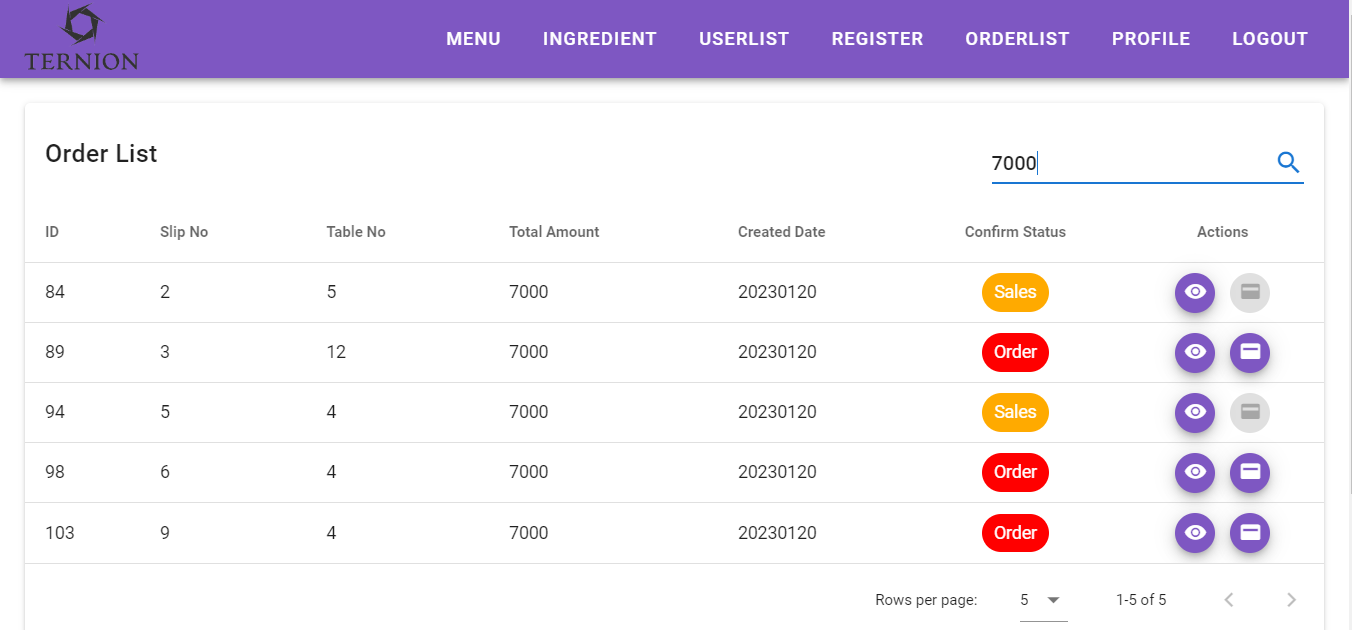 TERNION
MENU INGREDIENT USERLIST REGISTER ORDERLIST PROFILE LOGOUT
Order List
7000
ID Slip No Table No Total Amount Created Date Confirm Status Actions
84 2 5 7000 20230120 Sales
89 3 12 7000 20230120 Order
94 5 4 7000 20230120 Sales
98 6 4 7000 20230120 Order
103 9 4 7000 20230120 Order
Rows per page: 5 1-5 of 5